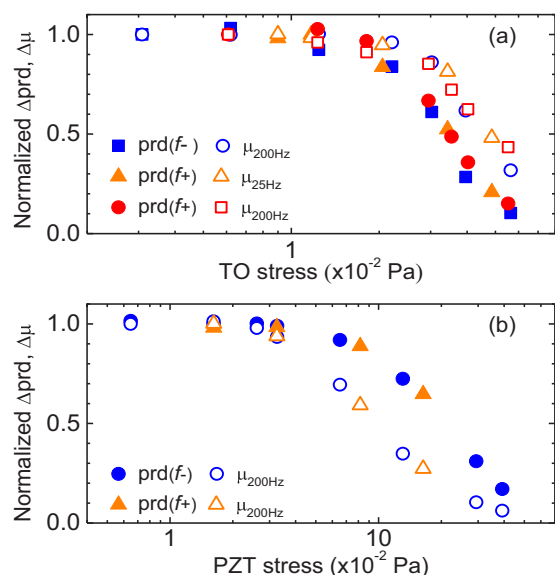 (a)
Normalized Δprd, Δμ
1.0
0.5
0.0
prd(f-) μ200Hz
prd(f+) μ25Hz
prd(f+) μ200Hz
1
TO stress (x10-2 Pa)
(b)
Normalized Δprd, Δμ
1.0
0.5
0.0
prd(f-) μ200Hz
prd(f+) μ200Hz
1 10
PZT stress (x10-2 Pa)